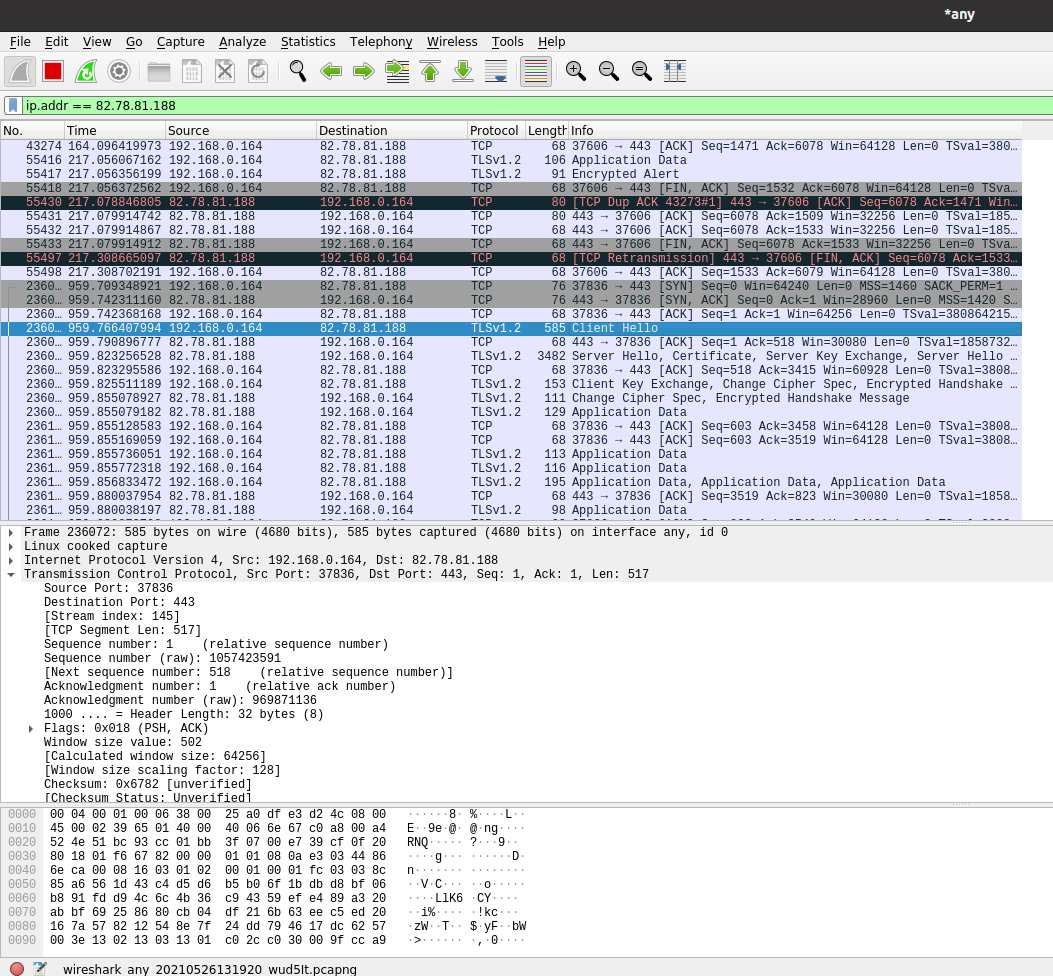 *any
File Edit View Go Capture Analyze Statistics Telephony Wireless Tools Help
ip.addr == 82.78.81.188
No. Time Source Destination Protocol Length Info
43274 164.096419973 192.168.0.164 82.78.81.188 TCP 68 37606 → 443 [ACK] Seq=1471 Ack=6078 Win=64128 Len=0 TSval=380…
55416 217.056067162 192.168.0.164 82.78.81.188 TLSv1.2 106 Application Data
55417 217.056356199 192.168.0.164 82.78.81.188 TLSv1.2 91 Encrypted Alert
55418 217.056372562 192.168.0.164 82.78.81.188 TCP 68 37606 → 443 [FIN, ACK] Seq=1532 Ack=6078 Win=64128 Len=0 TSva…
55430 217.078846805 82.78.81.188 192.168.0.164 TCP 80 [TCP Dup ACK 43273#1] 443 → 37606 [ACK] Seq=6078 Ack=1471 Win…
55431 217.079914742 82.78.81.188 192.168.0.164 TCP 80 443 → 37606 [ACK] Seq=6078 Ack=1509 Win=32256 Len=0 TSval=185…
55432 217.079914867 82.78.81.188 192.168.0.164 TCP 68 443 → 37606 [ACK] Seq=6078 Ack=1533 Win=32256 Len=0 TSval=185…
55433 217.079914912 82.78.81.188 192.168.0.164 TCP 68 443 → 37606 [FIN, ACK] Seq=6078 Ack=1533 Win=32256 Len=0 TSva…
55497 217.308665097 82.78.81.188 192.168.0.164 TCP 68 [TCP Retransmission] 443 → 37606 [FIN, ACK] Seq=6078 Ack=1533…
55498 217.308702191 192.168.0.164 82.78.81.188 TCP 68 37606 → 443 [ACK] Seq=1533 Ack=6079 Win=64128 Len=0 TSval=380…
2360… 959.709348921 192.168.0.164 82.78.81.188 TCP 76 37836 → 443 [SYN] Seq=0 Win=64240 Len=0 MSS=1460 SACK_PERM=1 …
2360… 959.742311160 82.78.81.188 192.168.0.164 TCP 76 443 → 37836 [SYN, ACK] Seq=0 Ack=1 Win=28960 Len=0 MSS=1420 S…
2360… 959.742368168 192.168.0.164 82.78.81.188 TCP 68 37836 → 443 [ACK] Seq=1 Ack=1 Win=64256 Len=0 TSval=380864215…
2360… 959.766407994 192.168.0.164 82.78.81.188 TLSv1.2 585 Client Hello
2360… 959.790896777 82.78.81.188 192.168.0.164 TCP 68 443 → 37836 [ACK] Seq=1 Ack=518 Win=30080 Len=0 TSval=1858732…
2360… 959.823256528 82.78.81.188 192.168.0.164 TLSv1.2 3482 Server Hello, Certificate, Server Key Exchange, Server Hello …
2360… 959.823295586 192.168.0.164 82.78.81.188 TCP 68 37836 → 443 [ACK] Seq=518 Ack=3415 Win=60928 Len=0 TSval=3808…
2360… 959.825511189 192.168.0.164 82.78.81.188 TLSv1.2 153 Client Key Exchange, Change Cipher Spec, Encrypted Handshake …
2360… 959.855078927 82.78.81.188 192.168.0.164 TLSv1.2 111 Change Cipher Spec, Encrypted Handshake Message
2360… 959.855079182 82.78.81.188 192.168.0.164 TLSv1.2 129 Application Data
2361… 959.855128583 192.168.0.164 82.78.81.188 TCP 68 37836 → 443 [ACK] Seq=603 Ack=3458 Win=64128 Len=0 TSval=3808…
2361… 959.855169059 192.168.0.164 82.78.81.188 TCP 68 37836 → 443 [ACK] Seq=603 Ack=3519 Win=64128 Len=0 TSval=3808…
2361… 959.855736051 192.168.0.164 82.78.81.188 TLSv1.2 113 Application Data
2361… 959.855772318 192.168.0.164 82.78.81.188 TLSv1.2 116 Application Data
2361… 959.856833472 192.168.0.164 82.78.81.188 TLSv1.2 195 Application Data, Application Data, Application Data
2361… 959.880037954 82.78.81.188 192.168.0.164 TCP 68 443 → 37836 [ACK] Seq=3519 Ack=823 Win=30080 Len=0 TSval=1858…
2361… 959.880038197 82.78.81.188 192.168.0.164 TLSv1.2 98 Application Data
Frame 236072: 585 bytes on wire (4680 bits), 585 bytes captured (4680 bits) on interface any, id 0
Linux cooked capture
Internet Protocol Version 4, Src: 192.168.0.164, Dst: 82.78.81.188
Transmission Control Protocol, Src Port: 37836, Dst Port: 443, Seq: 1, Ack: 1, Len: 517
Source Port: 37836
Destination Port: 443
[Stream index: 145]
[TCP Segment Len: 517]
Sequence number: 1 (relative sequence number)
Sequence number (raw): 1057423591
[Next sequence number: 518 (relative sequence number)]
Acknowledgment number: 1 (relative ack number)
Acknowledgment number (raw): 969871136
1000 .... = Header Length: 32 bytes (8)
Flags: 0x018 (PSH, ACK)
Window size value: 502
[Calculated window size: 64256]
[Window size scaling factor: 128]
Checksum: 0x6782 [unverified]
[Checksum Status: Unverified]
0000 00 04 00 01 00 06 38 00 25 a0 df e3 d2 4c 08 00 ······8· %····L··
0010 45 00 02 39 65 01 40 00 40 06 6e 67 c0 a8 00 a4 E··9e·@· @·ng····
0020 52 4e 51 bc 93 cc 01 bb 3f 07 00 e7 39 cf 0f 20 RNQ····· ?···9··
0030 80 18 01 f6 67 82 00 00 01 01 08 0a e3 03 44 86 ····g··· ······D·
0040 6e ca 00 08 16 03 01 02 00 01 00 01 fc 03 03 8c n······· ········
0050 85 a6 56 1d 43 c4 d5 d6 b5 b0 6f 1b db d8 bf 06 ··V·C··· ··o·····
0060 b8 91 fd d9 4c 6c 4b 36 c9 43 59 ef e4 89 a3 20 ····LlK6 ·CY····
0070 ab bf 69 25 86 80 cb 04 df 21 6b 63 ee c5 ed 20 ··i%···· ·!kc···
0080 16 7a 57 82 12 54 8e 7f 24 dd 79 46 17 dc 62 57 ·zW··T·· $·yF··bW
0090 00 3e 13 02 13 03 13 01 c0 2c c0 30 00 9f cc a9 ·>······ ·,·0····
wireshark_any_20210526131920_wud5It.pcapng